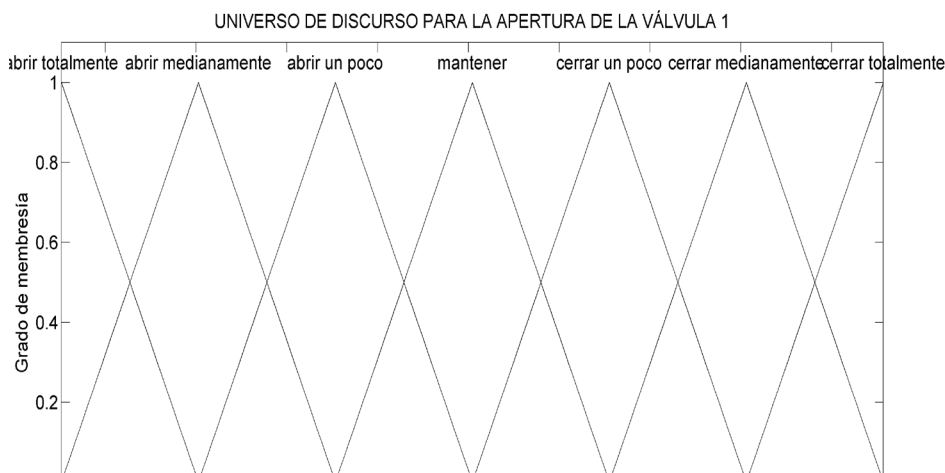 UNIVERSO DE DISCURSO PARA LA APERTURA DE LA VÁLVULA 1
abrir totalmente abrir medianamente abrir un poco mantener cerrar un poco cerrar medianamente cerrar totalmente
1
0.8
0.6
0.4
0.2
Grado de membresía